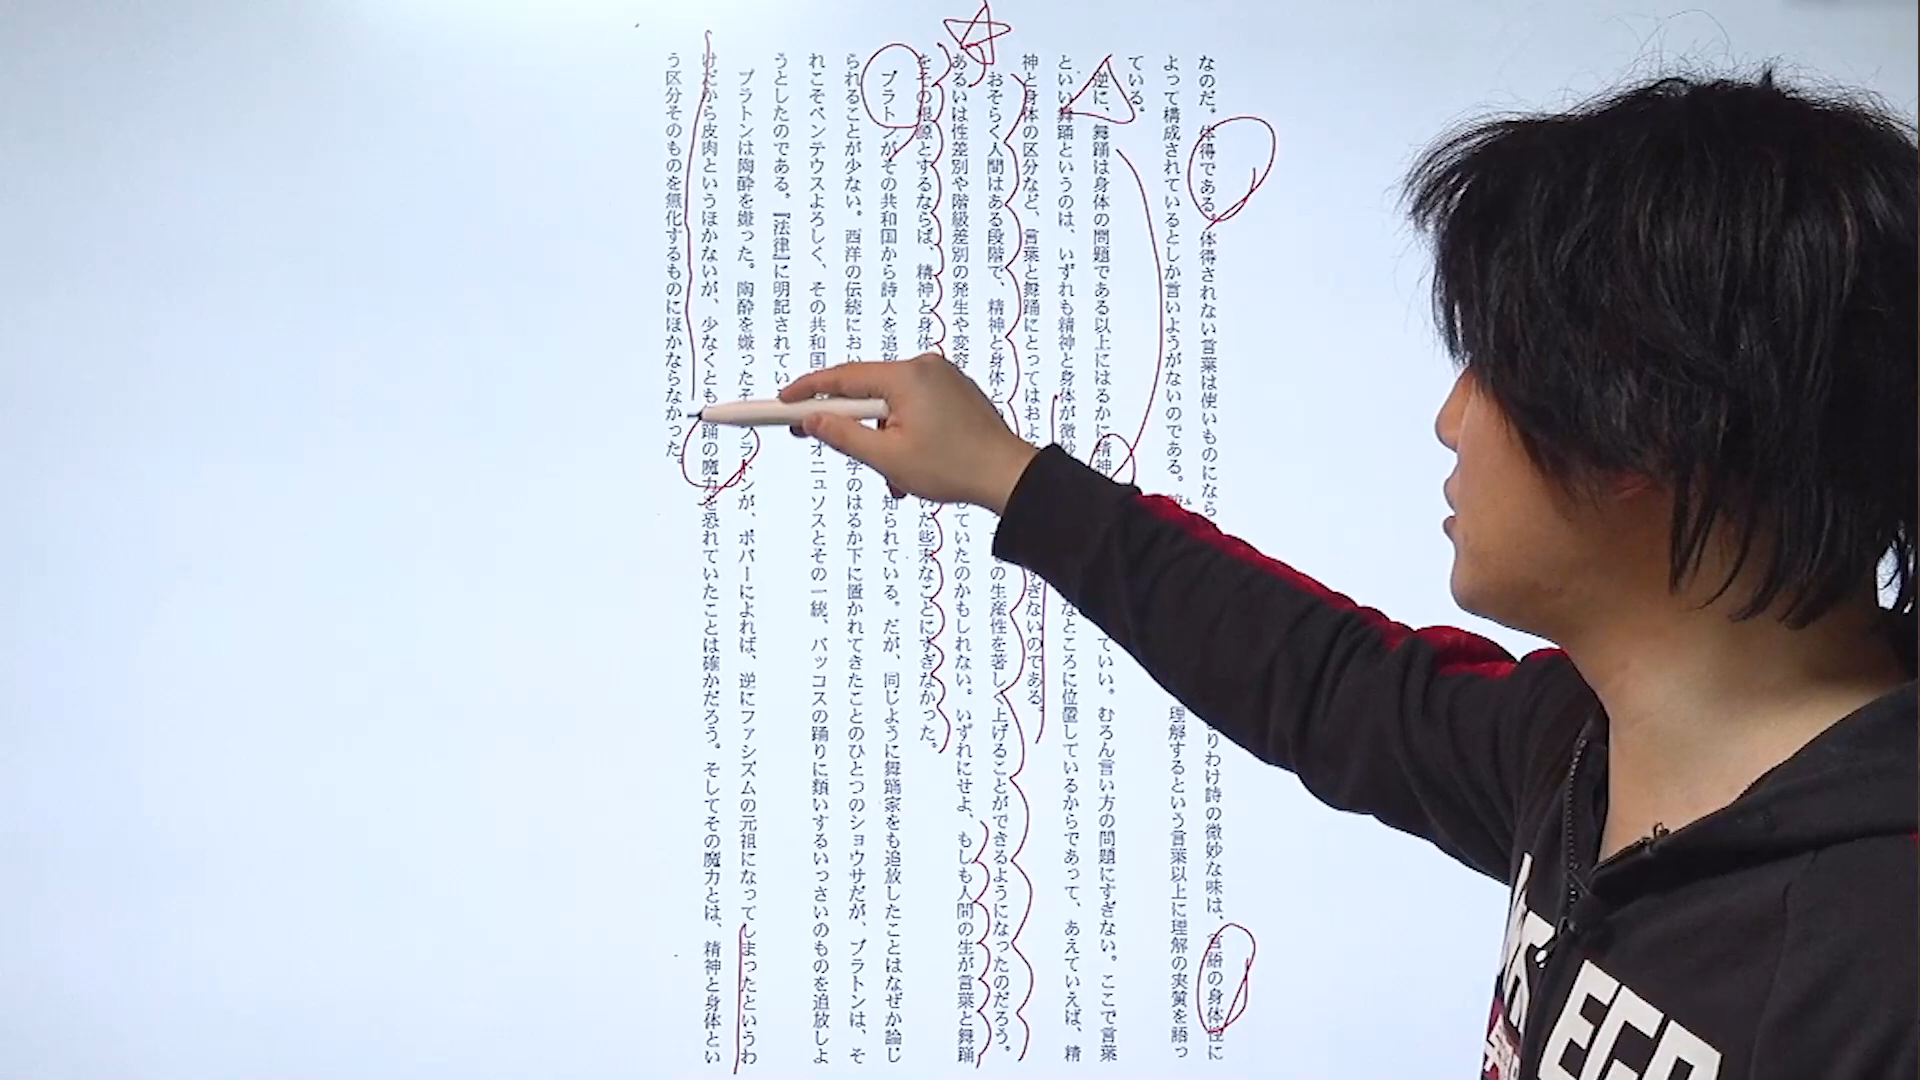 なのだ。体得である。体得されない言葉は使いものになら りわけ詩の微妙な味は、言語の身体性に
よって構成されているとしか言いようがないのである。 理解するという言葉以上に理解の実質を語っ
ている。
逆に、舞踊は身体の問題である以上にはるかに精神 ていい。むろん言い方の問題にすぎない。ここで言葉
といい舞踊というのは、いずれも精神と身体が微妙 なところに位置しているからであって、あえていえば、精
神と身体の区分など、言葉と舞踊にとってはおよそ すぎないのである。
おそらく人間はある段階で、精神と身体と の生産性を著しく上げることができるようになったのだろう。
あるいは性差別や階級差別の発生や変容 していたのかもしれない。いずれにせよ、もしも人間の生が言葉と舞踊
をその根源とするならば、精神と身体 いた些末なことにすぎなかった。
プラトンがその共和国から詩人を追放 知られている。だが、同じように舞踊家をも追放したことはなぜか論じ
られることが少ない。西洋の伝統におい 学のはるか下に置かれてきたことのひとつのショウサだが、プラトンは、そ
れこそペンテウスよろしく、その共和国 オニュソスとその一統、バッコスの踊りに類いするいっさいのものを追放しよ
うとしたのである。『法律』に明記されてい
プラトンは陶酔を嫌った。陶酔を嫌ったそ プラトンが、ポパーによれば、逆にファシズムの元祖になってしまったというわ
けだから皮肉というほかないが、少なくとも 踊の魔力を恐れていたことは確かだろう。そしてその魔力とは、精神と身体とい
う区分そのものを無化するものにほかならなかった。